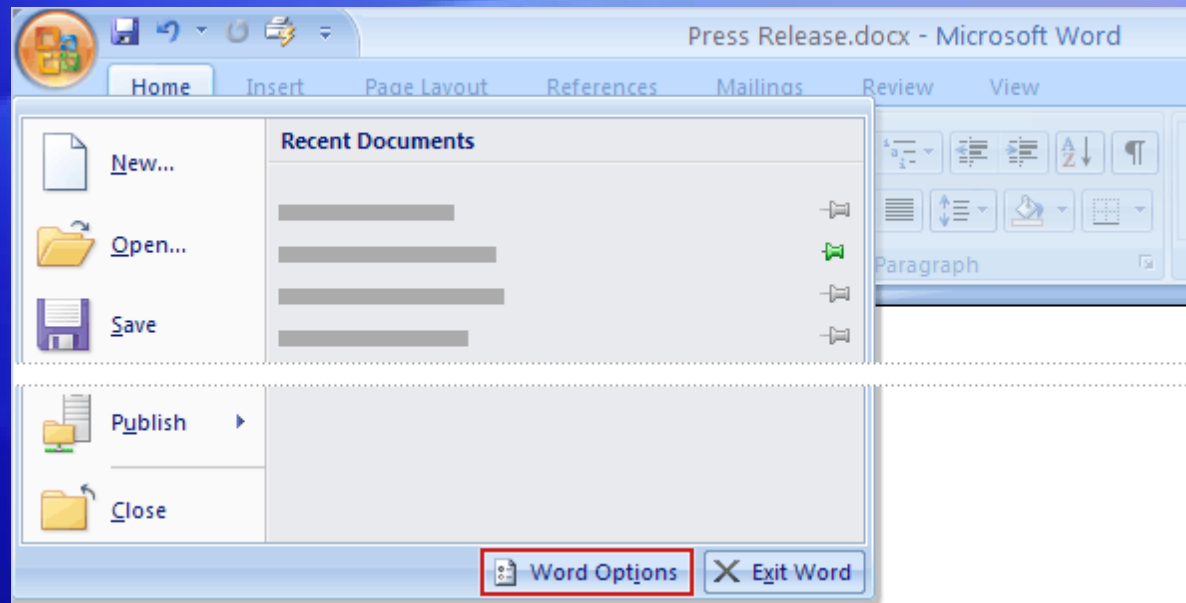 Press Release.docx - Microsoft Word
Home Insert Page Layout References Mailings Review View
Recent Documents
New...
Open...
Save
Paragraph
Publish
Close
Word Options Exit Word